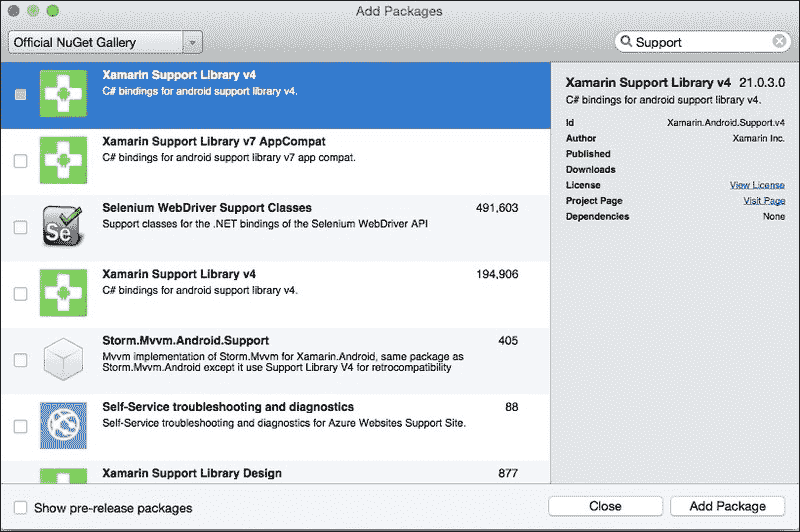 Add Packages
Official NuGet Gallery
Support
Xamarin Support Library v4
C# bindings for android support library v4.
Xamarin Support Library v7 AppCompat
C# bindings for android support library v7 app compat.
Selenium WebDriver Support Classes 491,603
Support classes for the .NET bindings of the Selenium WebDriver API
Se
Xamarin Support Library v4 194,906
C# bindings for android support library v4.
Storm.Mvvm.Android.Support 405
Mvvm implementation of Storm.Mvvm for Xamarin.Android, same package as
Storm.Mvvm.Android except it use Support Library V4 for retrocompatibility
Self-Service troubleshooting and diagnostics 88
Self-Service troubleshooting and diagnostics for Azure Websites Support Site.
Xamarin Support Library Design 877
Xamarin Support Library v4 21.0.3.0
C# bindings for android support library v4.
Id Xamarin.Android.Support.v4
Author Xamarin Inc.
Published
Downloads
License View License
Project Page Visit Page
Dependencies None
Show pre-release packages
Close
Add Package